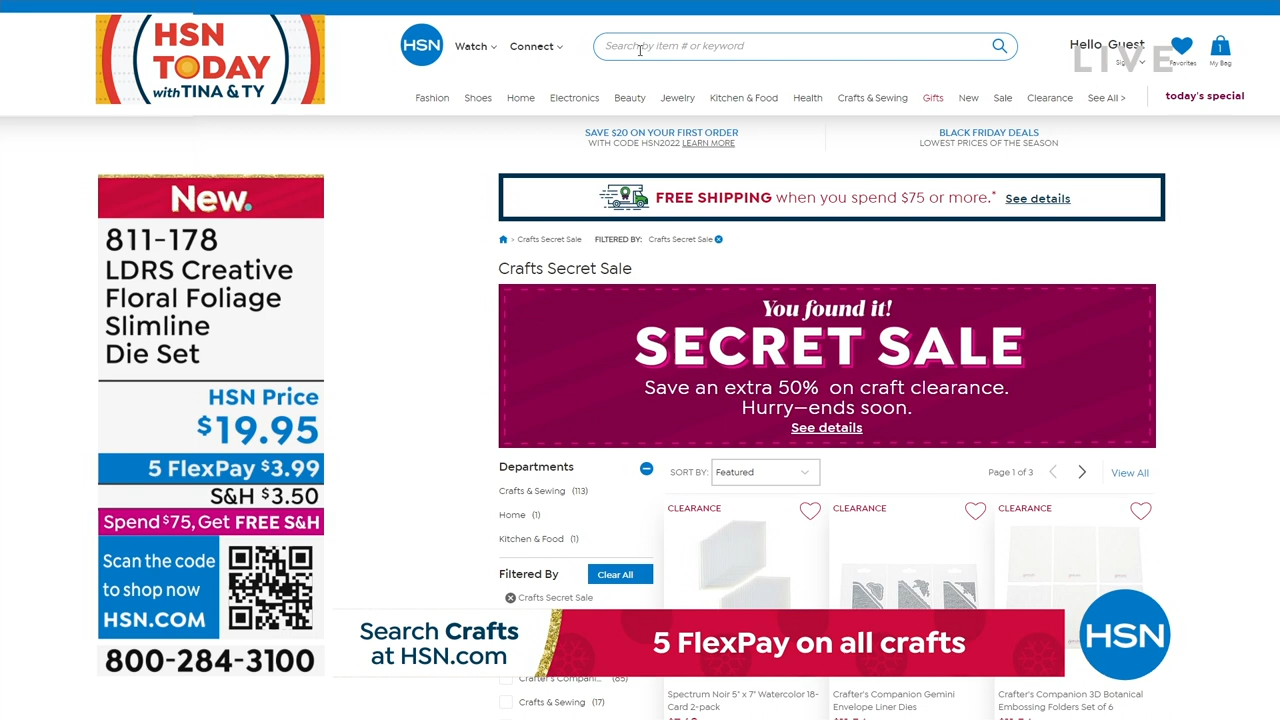 HSN
TODAY
with TINA & TY
HSN
Watch
Connect
Search by item # or keyword
Hello, Guest
LIVE
Favorites
1
My Bag
Fashion Shoes Home Electronics Beauty Jewelry Kitchen & Food Health Crafts & Sewing Gifts New Sale Clearance See All >
today's special
SAVE $20 ON YOUR FIRST ORDER
WITH CODE HSN2022 LEARN MORE
BLACK FRIDAY DEALS
LOWEST PRICES OF THE SEASON
New.
811-178
LDRS Creative
Floral Foliage
Slimline
Die Set
HSN Price
$19.95
5 FlexPay $3.99
S&H $3.50
Spend $75, Get FREE S&H
Scan the code
to shop now
HSN.COM
800-284-3100
FREE SHIPPING when you spend $75 or more.* See details
> Crafts Secret Sale FILTERED BY: Crafts Secret Sale
Crafts Secret Sale
You found it!
SECRET SALE
Save an extra 50% on craft clearance.
Hurry—ends soon.
See details
Departments
Crafts & Sewing (113)
Home (1)
Kitchen & Food (1)
Filtered By
Clear All
Crafts Secret Sale
SORT BY: Featured
Page 1 of 3
View All
CLEARANCE
CLEARANCE
CLEARANCE
Search Crafts
at HSN.com
5 FlexPay on all crafts
HSN
Crafter's Compani... (85)
Crafts & Sewing (17)
Spectrum Noir 5" x 7" Watercolor 18-
Card 2-pack
Crafter's Companion Gemini
Envelope Liner Dies
Crafter's Companion 3D Botanical
Embossing Folders Set of 6